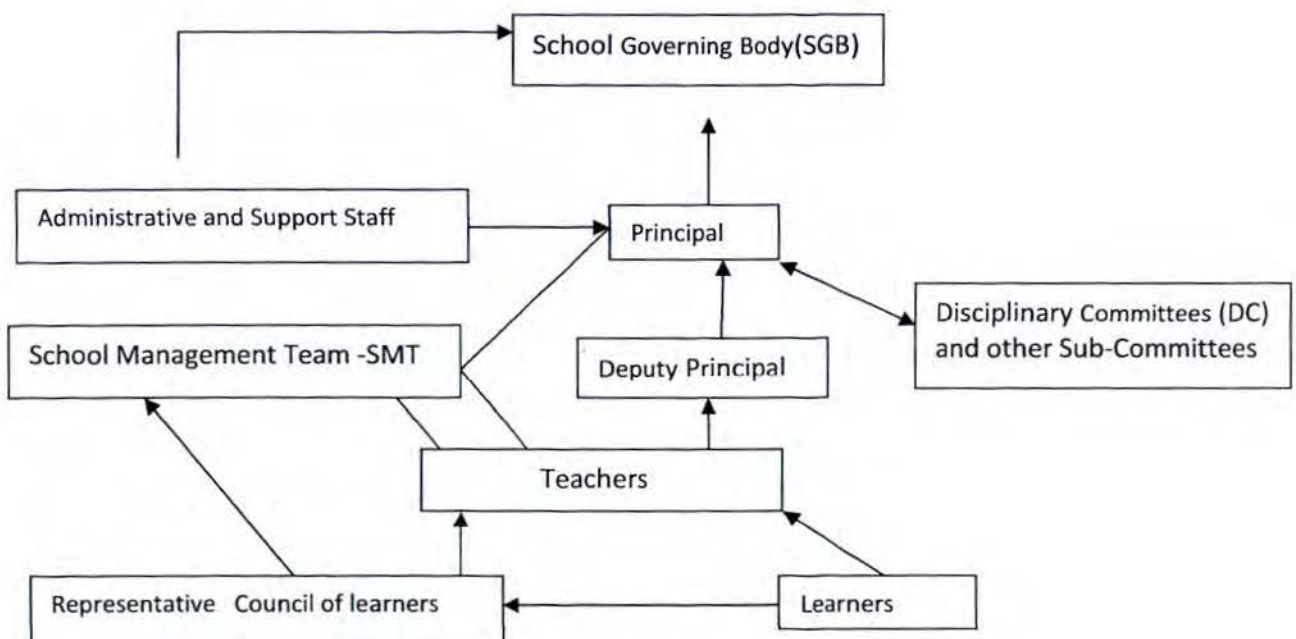 School Governing Body(SGB)
Administrative and Support Staff
Principal
Disciplinary Committees (DC)
and other Sub-Committees
School Management Team -SMT
Deputy Principal
Teachers
Representative Council of learners
Learners